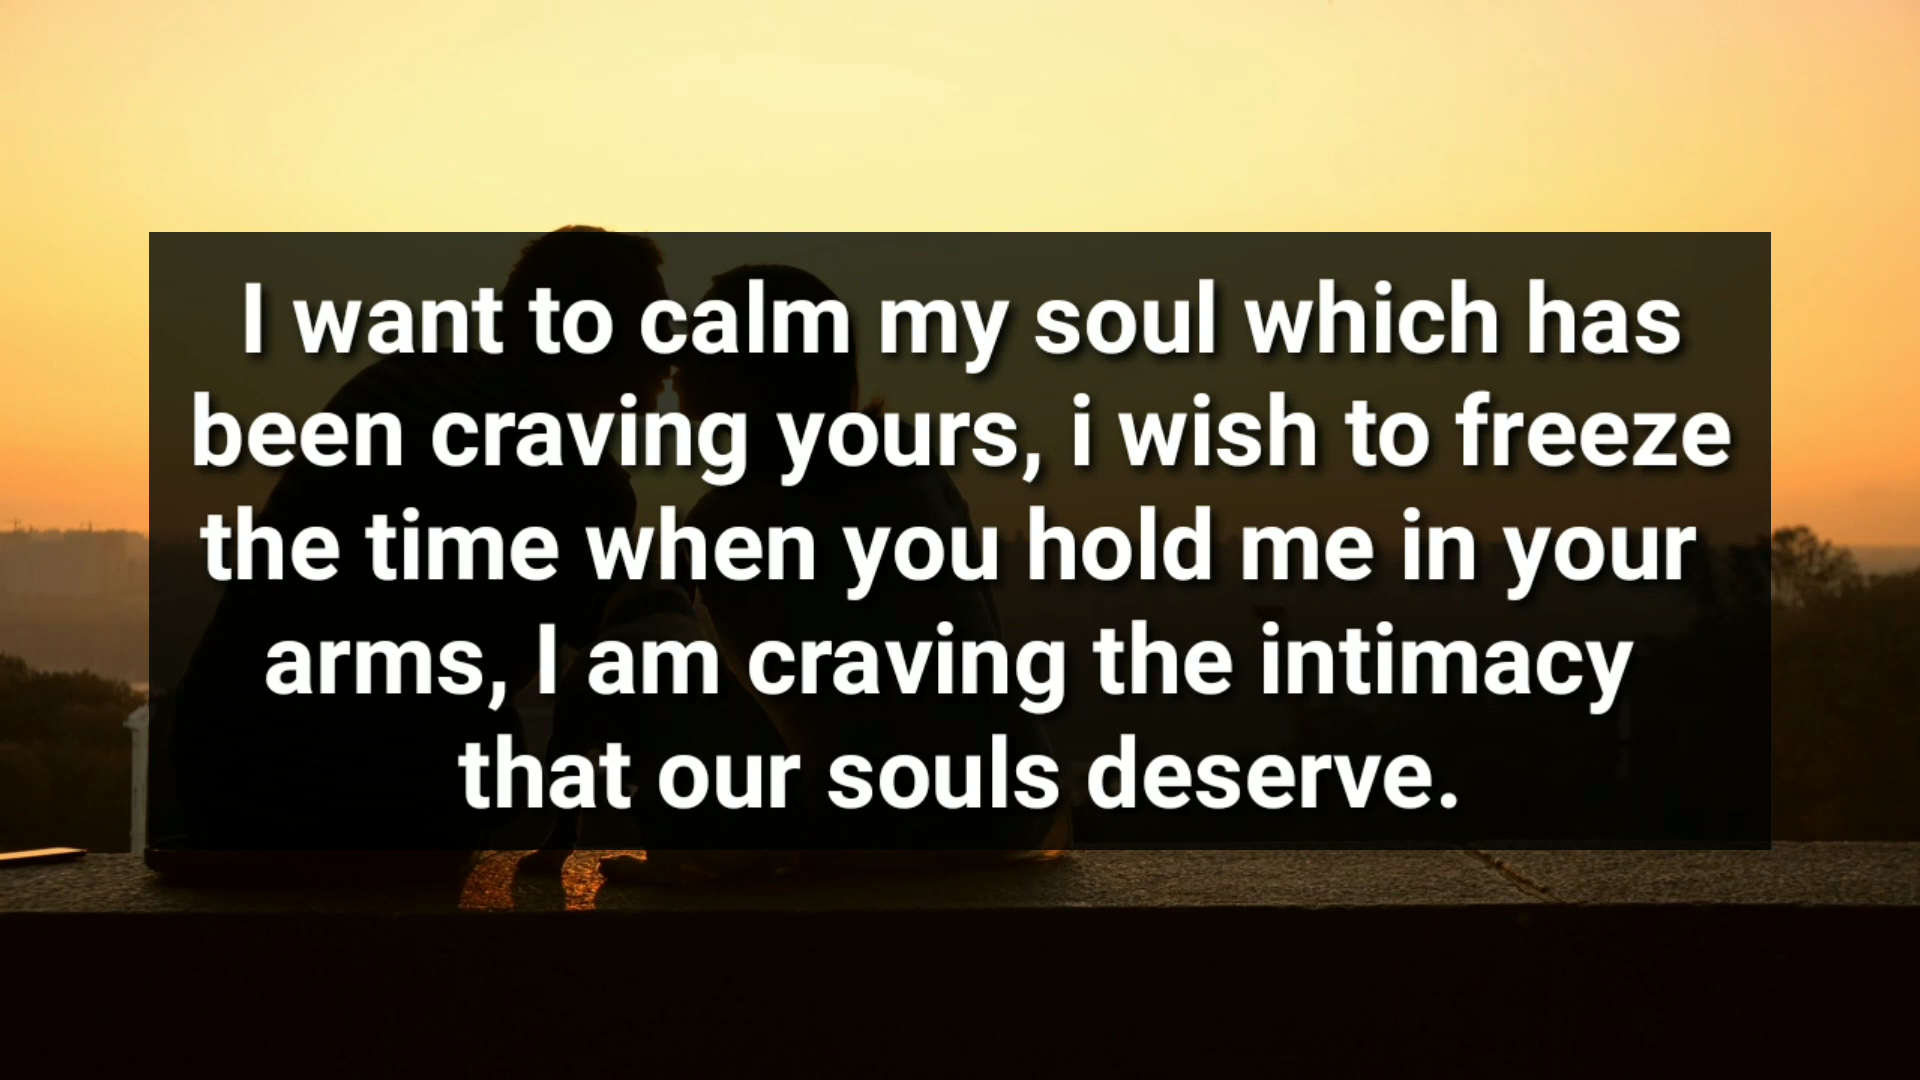 I want to calm my soul which has
been craving yours, i wish to freeze
the time when you hold me in your
arms, I am craving the intimacy
that our souls deserve.